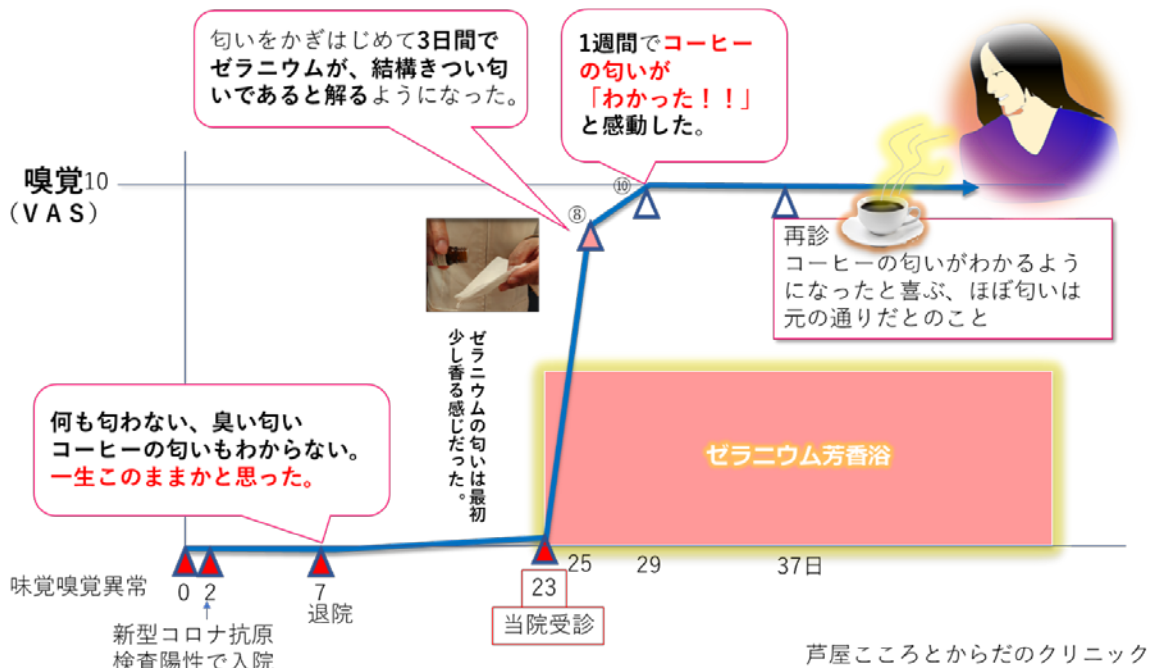 匂いをかぎはじめて3日間で
ゼラニウムが、結構きつい匂
いであると解るようになった。
1週間でコーヒー
の匂いが
「わかった！！」
と感動した。
嗅覚10
（VAS）
⑩
⑧
再診
コーヒーの匂いがわかるよう
になったと喜ぶ、ほぼ匂いは
元の通りだとのこと
ゼラニウムの匂いは最初
少し香る感じだった。
何も匂わない、臭い匂い
コーヒーの匂いもわからない。
一生このままかと思った。
ゼラニウム芳香浴
味覚嗅覚異常
0
2
7
23
25
29
37日
退院
当院受診
新型コロナ抗原
検査陽性で入院
芦屋こころとからだのクリニック